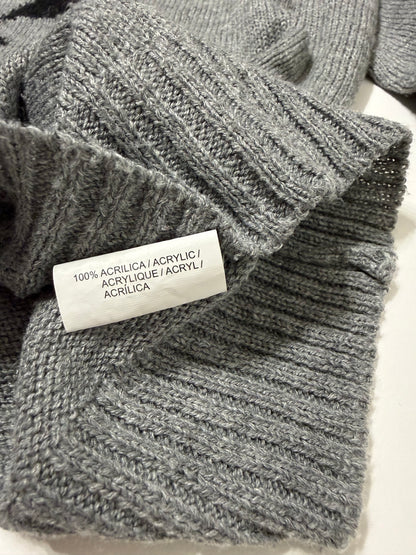 100% ACRILICA / ACRYLIC /
ACRYLIQUE / ACRYL /
ACRÍLICA